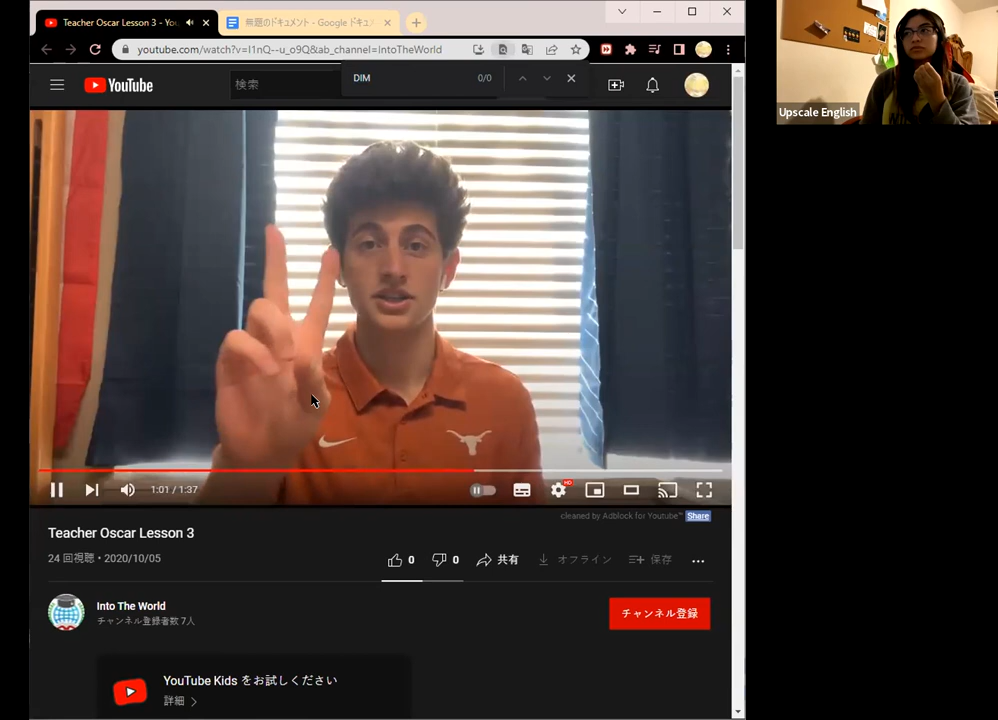 Teacher Oscar Lesson 3 - You
無題のドキュメント - Google ドキュメ
youtube.com/watch?v=I1nQ--u_o9Q&ab_channel=IntoTheWorld
YouTube
検索
DIM
0/0
Upscale English
1:01 / 1:37
HD
cleaned by Adblock for Youtube™ Share
Teacher Oscar Lesson 3
24 回視聴・2020/10/05
0
0
共有
オフライン
保存
Into The World
チャンネル登録者数 7人
チャンネル登録
YouTube Kids をお試しください
詳細